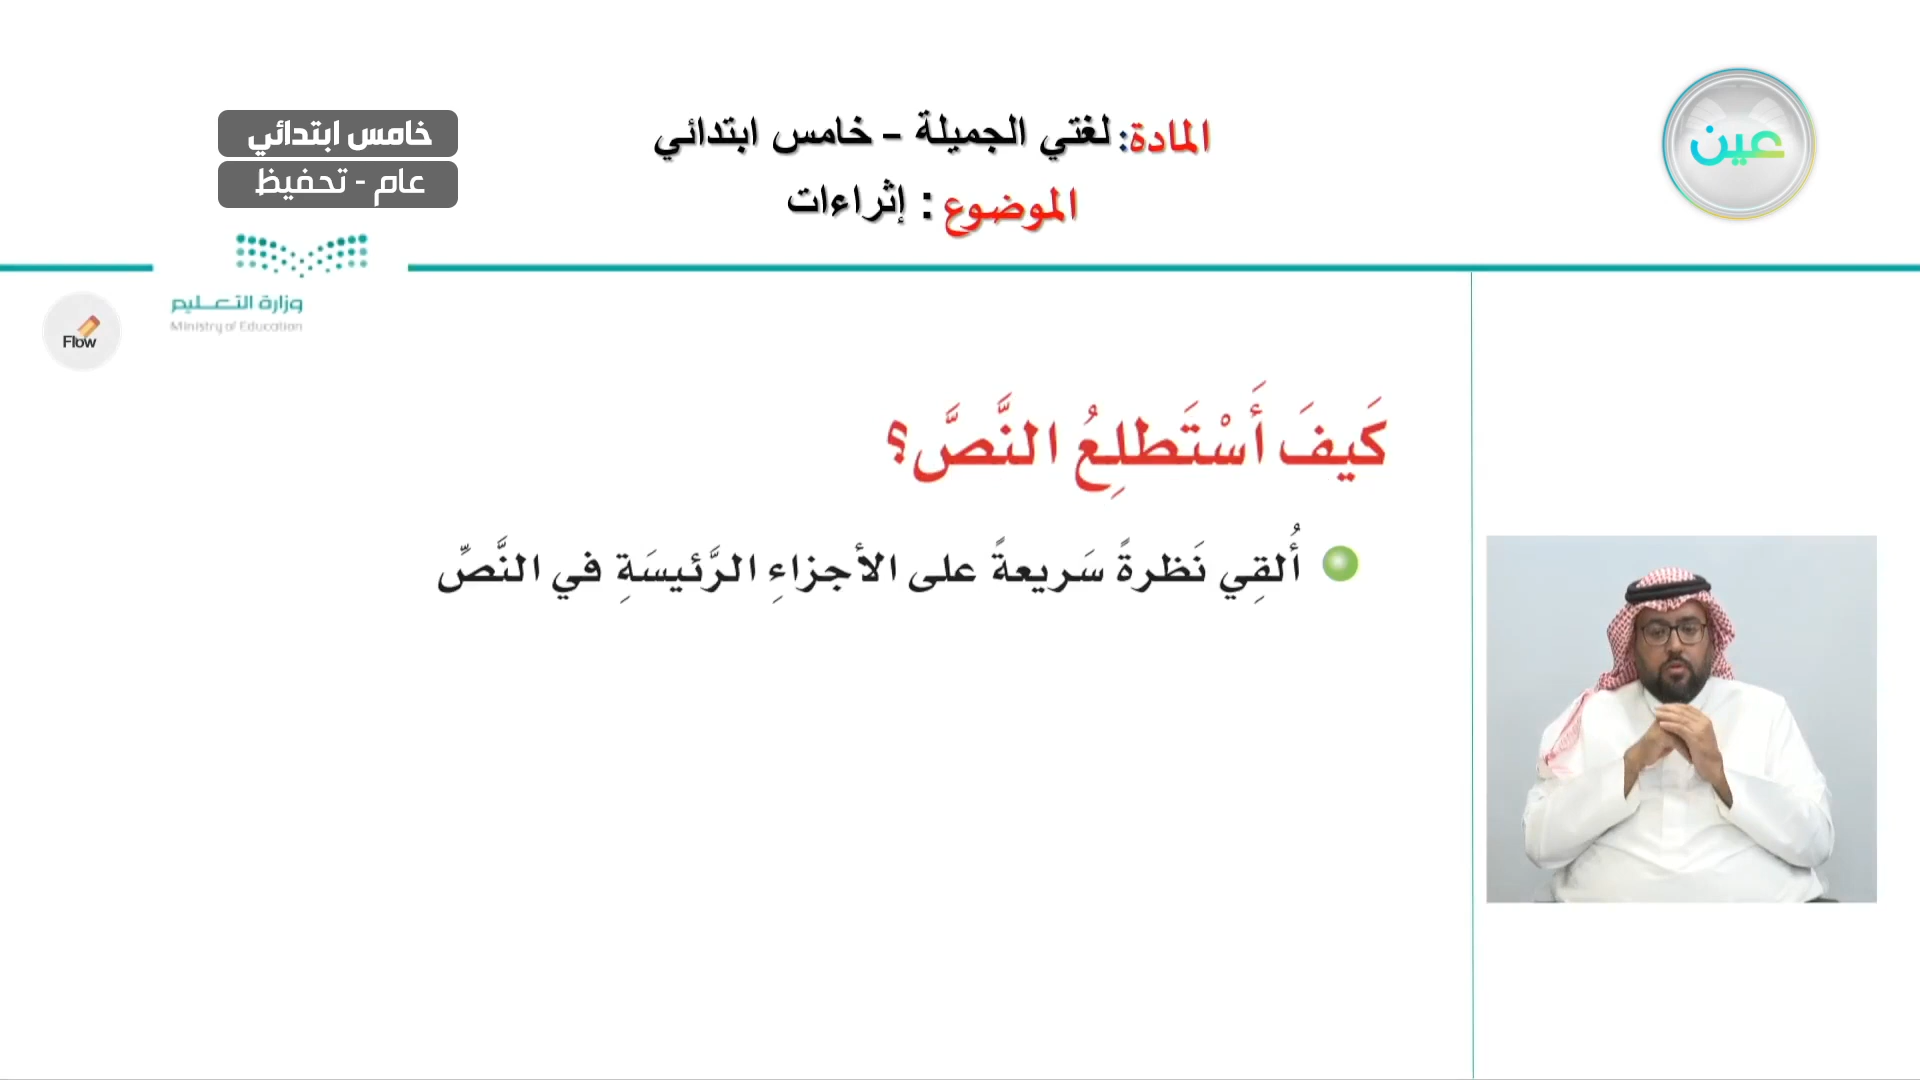 المادة: لغتي الجميلة – خامس ابتدائي
الموضوع : إثراءات
خامس ابتدائي
عام - تحفيظ
عين
وزارة التعـــليم
Ministry of Education
Flow
كَيفَ أَسْتَطلِعُ النَّصَّ؟
أُلقِي نَظرةً سَريعةً على الأجزاءِ الرَّئيسَةِ في النَّصِّ